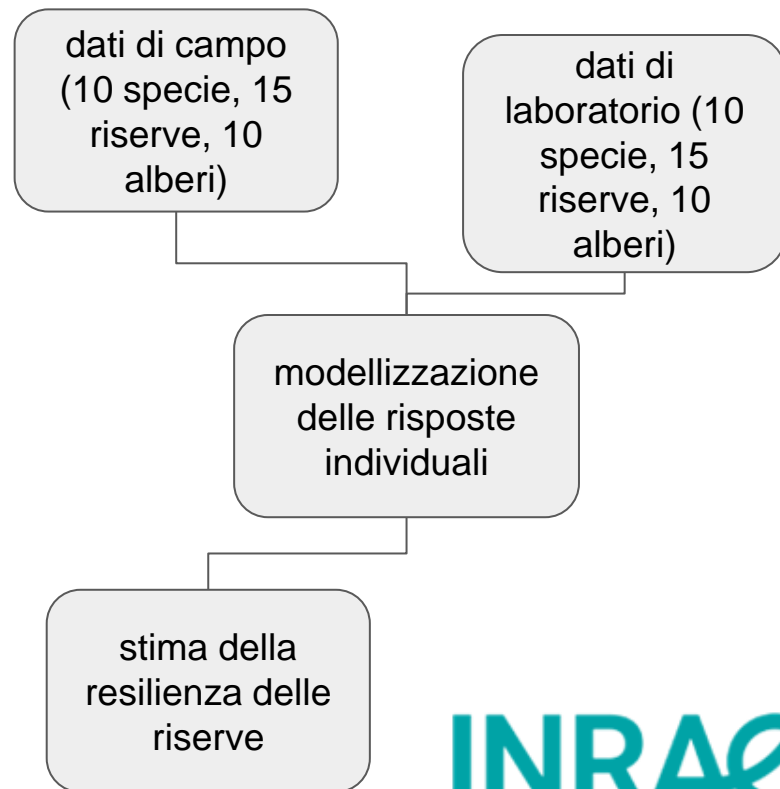 dati di campo
(10 specie, 15
riserve, 10
alberi)
dati di
laboratorio (10
specie, 15
riserve, 10
alberi)
modellizzazione
delle risposte
individuali
stima della
resilienza delle
riserve
INRAE